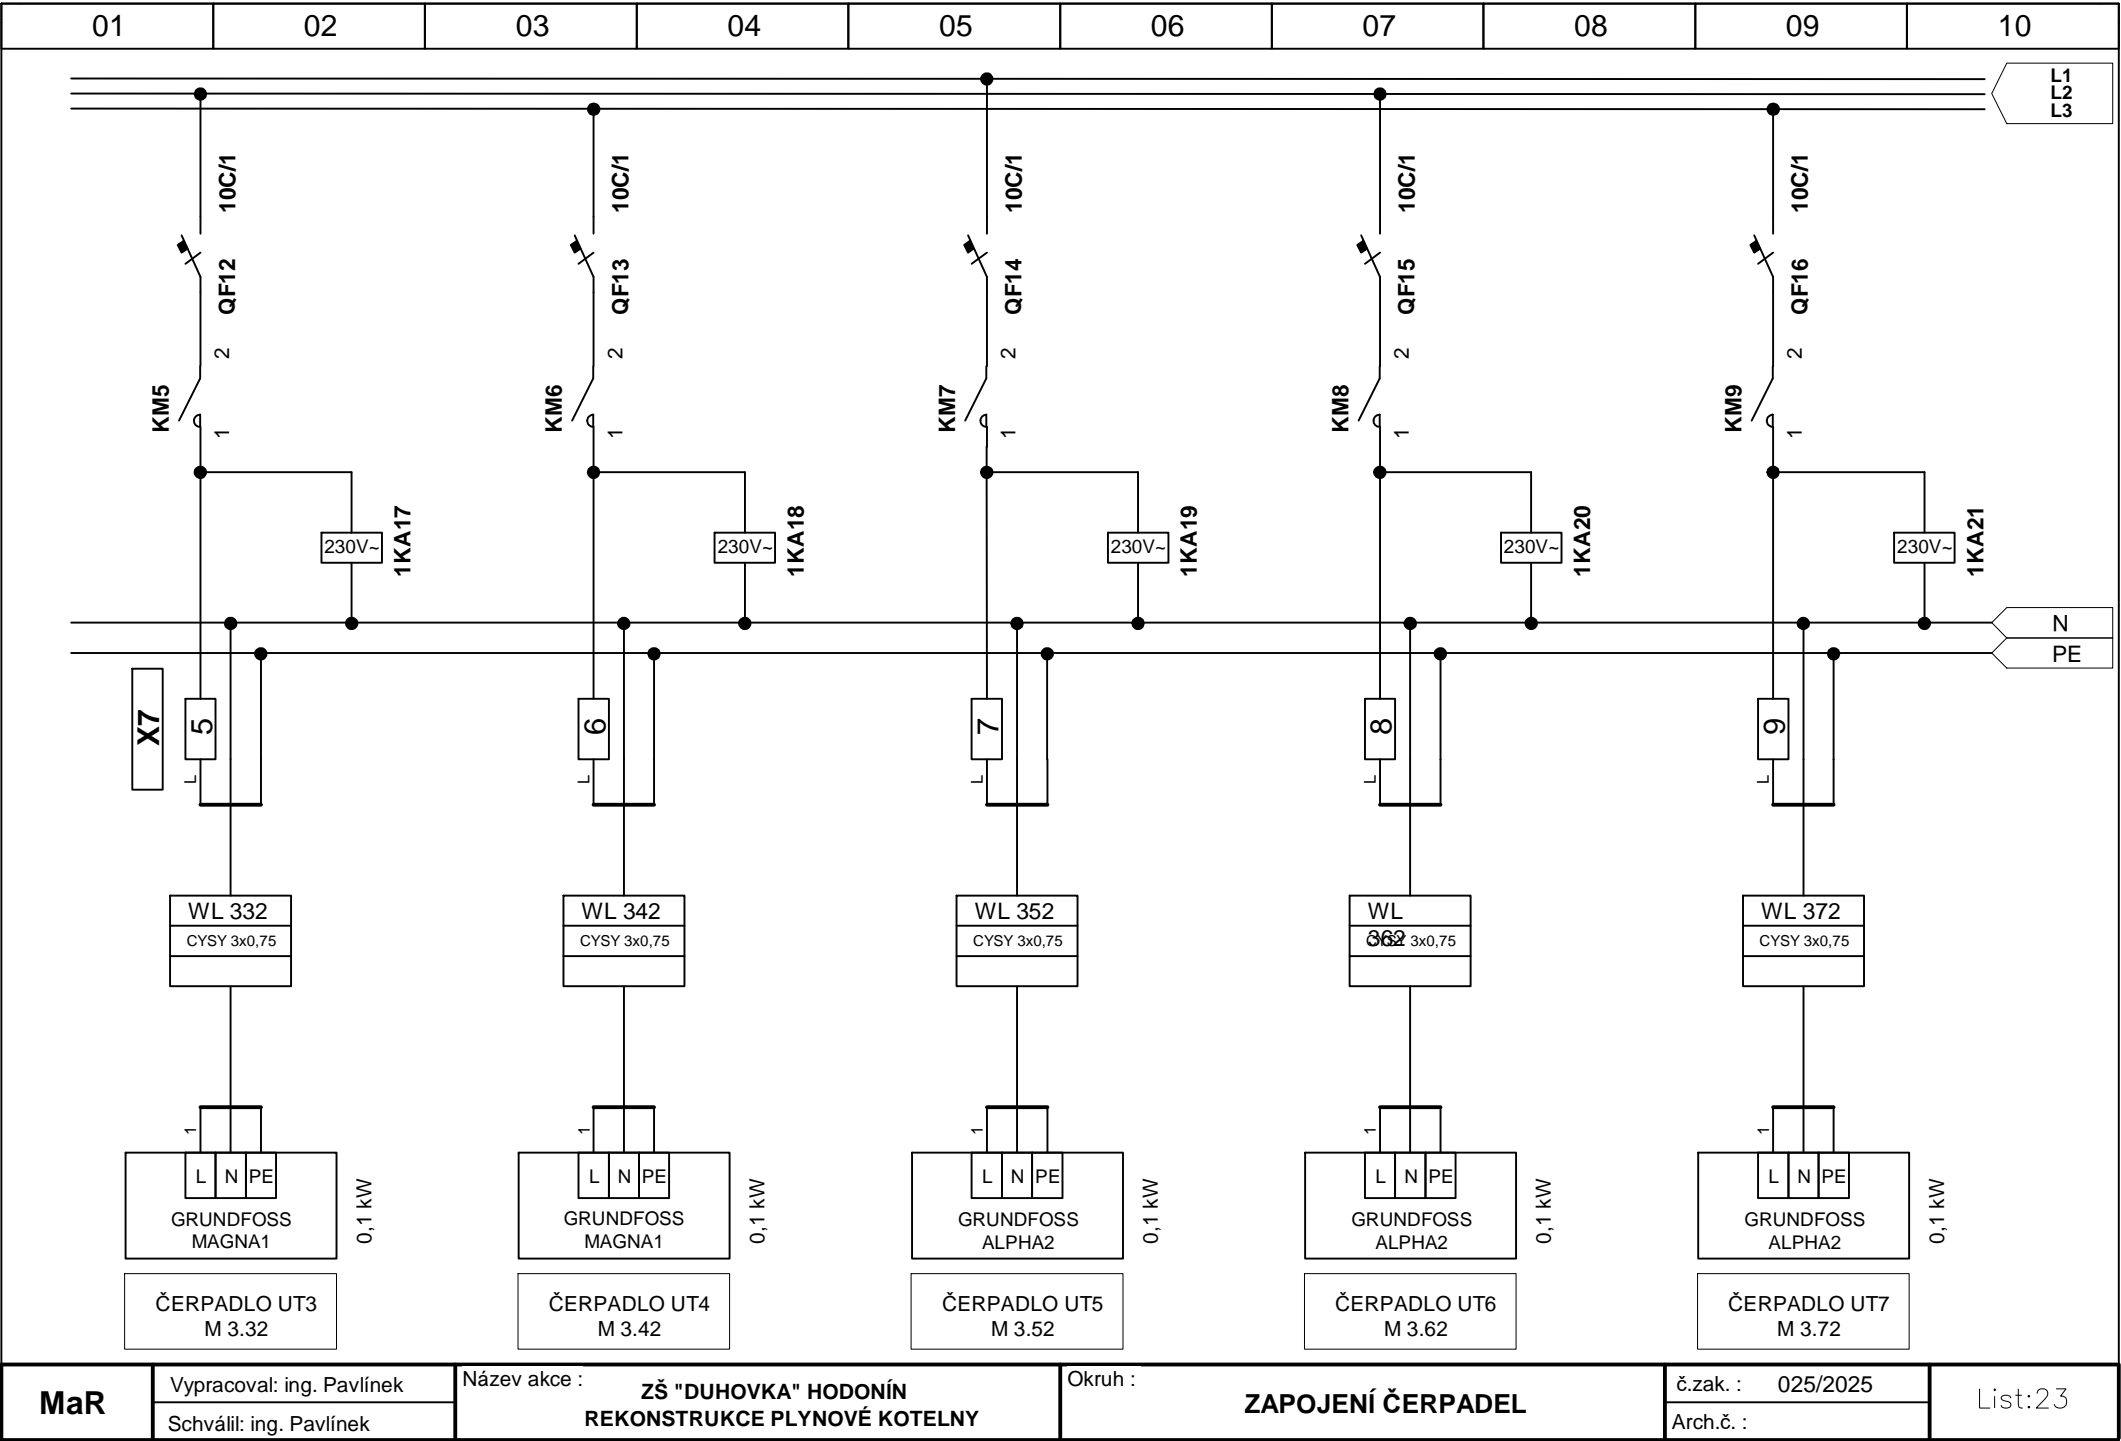 01 02 03 04 05 06 07 08 09 10
L1
L2
L3
10C/1 10C/1 10C/1 10C/1 10C/1
QF12 QF13 QF14 QF15 QF16
2 2 2 2 2
KM5 KM6 KM7 KM8 KM9
1 1 1 1 1
230V~ 1KA17 230V~ 1KA18 230V~ 1KA19 230V~ 1KA20 230V~ 1KA21
N
PE
X7 5 6 7 8 9
L L L L L
WL 332 WL 342 WL 352 WL WL 372
362
CYSY 3x0,75 CYSY 3x0,75 CYSY 3x0,75 CYSY 3x0,75 CYSY 3x0,75
1 1 1 1 1
L N PE L N PE L N PE L N PE L N PE
GRUNDFOSS GRUNDFOSS GRUNDFOSS GRUNDFOSS GRUNDFOSS
MAGNA1 MAGNA1 ALPHA2 ALPHA2 ALPHA2
0,1 kW 0,1 kW 0,1 kW 0,1 kW 0,1 kW
ČERPADLO UT3 ČERPADLO UT4 ČERPADLO UT5 ČERPADLO UT6 ČERPADLO UT7
M 3.32 M 3.42 M 3.52 M 3.62 M 3.72
MaR
Vypracoval: ing. Pavlínek
Schválil: ing. Pavlínek
Název akce :
ZŠ "DUHOVKA" HODONÍN
REKONSTRUKCE PLYNOVÉ KOTELNY
Okruh :
ZAPOJENÍ ČERPADEL
č.zak. : 025/2025
Arch.č. :
List:23